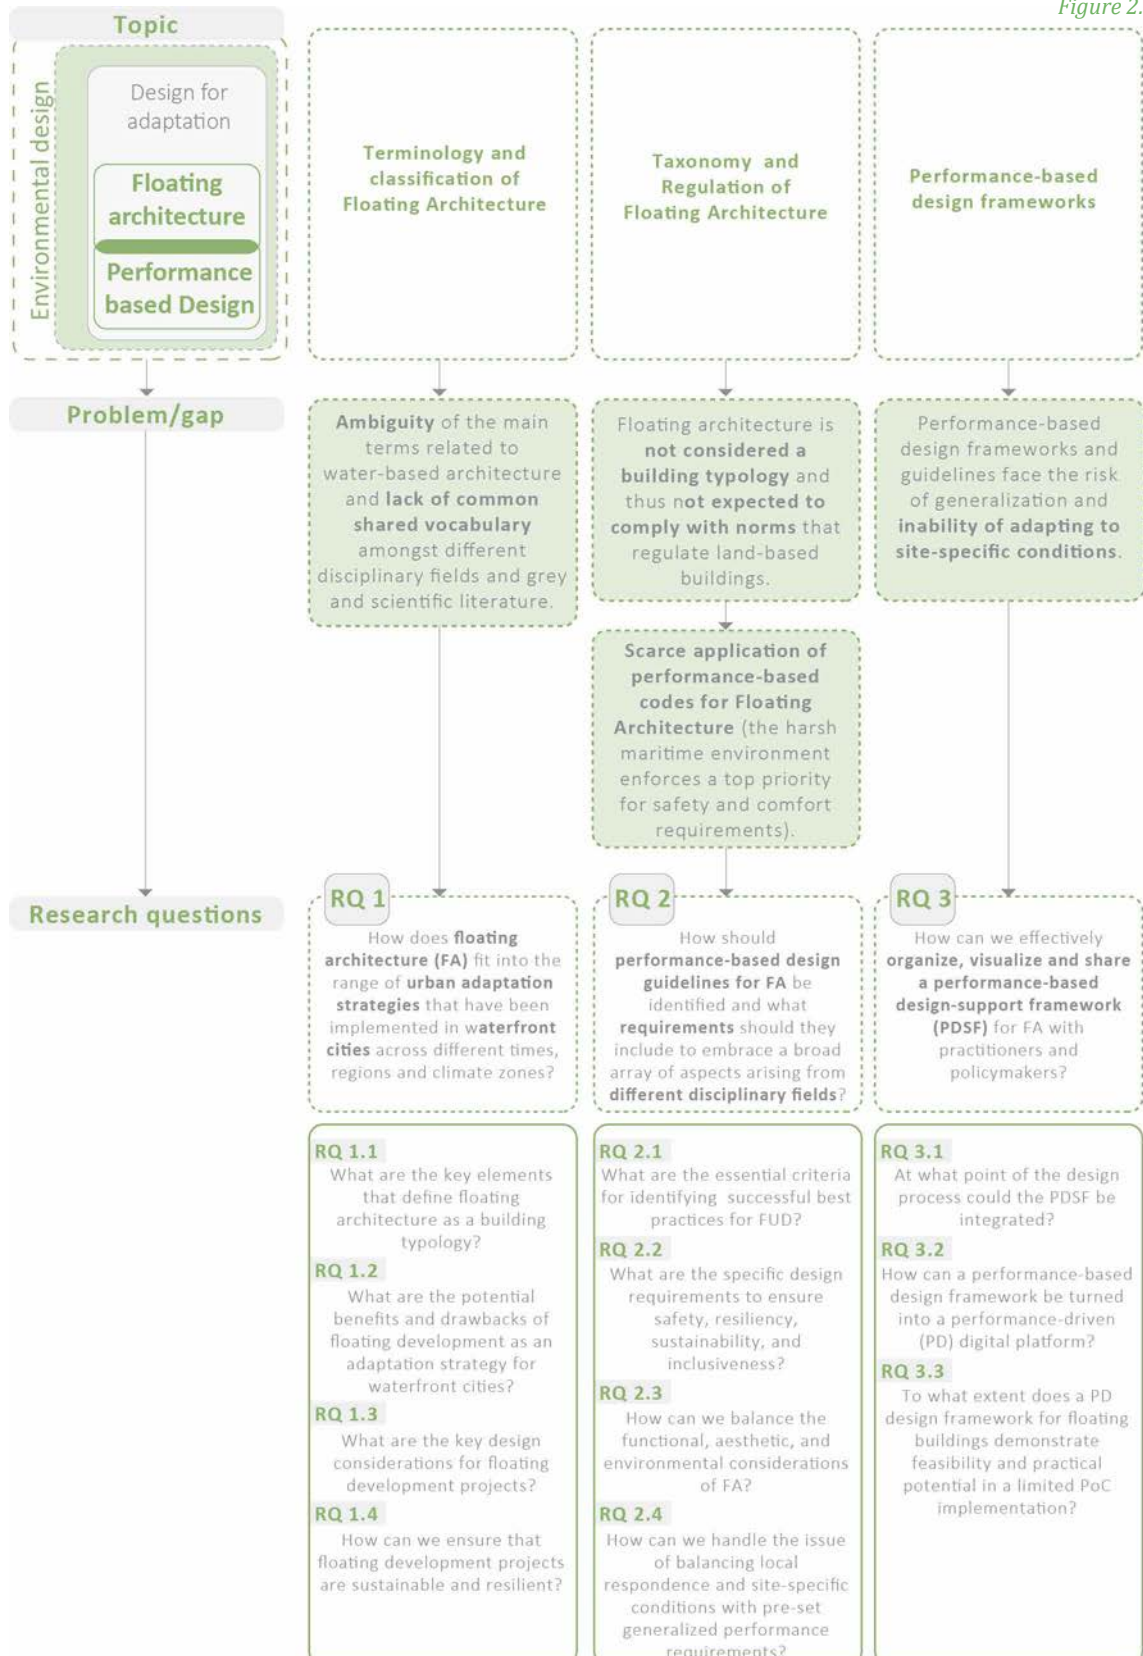 Figure 2.
Topic
Environmental design
Design for
adaptation
Floating
architecture
Performance
based Design
Terminology and
classification of
Floating Architecture
Taxonomy and
Regulation of
Floating Architecture
Performance-based
design frameworks
Problem/gap
Ambiguity of the main
terms related to
water-based architecture
and lack of common
shared vocabulary
amongst different
disciplinary fields and grey
and scientific literature.
Floating architecture is
not considered a
building typology and
thus not expected to
comply with norms that
regulate land-based
buildings.
Performance-based
design frameworks and
guidelines face the risk
of generalization and
inability of adapting to
site-specific conditions.
Scarce application of
performance-based
codes for Floating
Architecture (the harsh
maritime environment
enforces a top priority
for safety and comfort
requirements).
Research questions
RQ 1
How does floating
architecture (FA) fit into the
range of urban adaptation
strategies that have been
implemented in waterfront
cities across different times,
regions and climate zones?
RQ 2
How should
performance-based design
guidelines for FA be
identified and what
requirements should they
include to embrace a broad
array of aspects arising from
different disciplinary fields?
RQ 3
How can we effectively
organize, visualize and share
a performance-based
design-support framework
(PDSF) for FA with
practitioners and
policymakers?
RQ 1.1
What are the key elements
that define floating
architecture as a building
typology?
RQ 1.2
What are the potential
benefits and drawbacks of
floating development as an
adaptation strategy for
waterfront cities?
RQ 1.3
What are the key design
considerations for floating
development projects?
RQ 1.4
How can we ensure that
floating development projects
are sustainable and resilient?
RQ 2.1
What are the essential criteria
for identifying successful best
practices for FUD?
RQ 2.2
What are the specific design
requirements to ensure
safety, resiliency,
sustainability, and
inclusiveness?
RQ 2.3
How can we balance the
functional, aesthetic, and
environmental considerations
of FA?
RQ 2.4
How can we handle the issue
of balancing local
respondence and site-specific
conditions with pre-set
generalized performance
requirements?
RQ 3.1
At what point of the design
process could the PDSF be
integrated?
RQ 3.2
How can a performance-based
design framework be turned
into a performance-driven
(PD) digital platform?
RQ 3.3
To what extent does a PD
design framework for floating
buildings demonstrate
feasibility and practical
potential in a limited PoC
implementation?